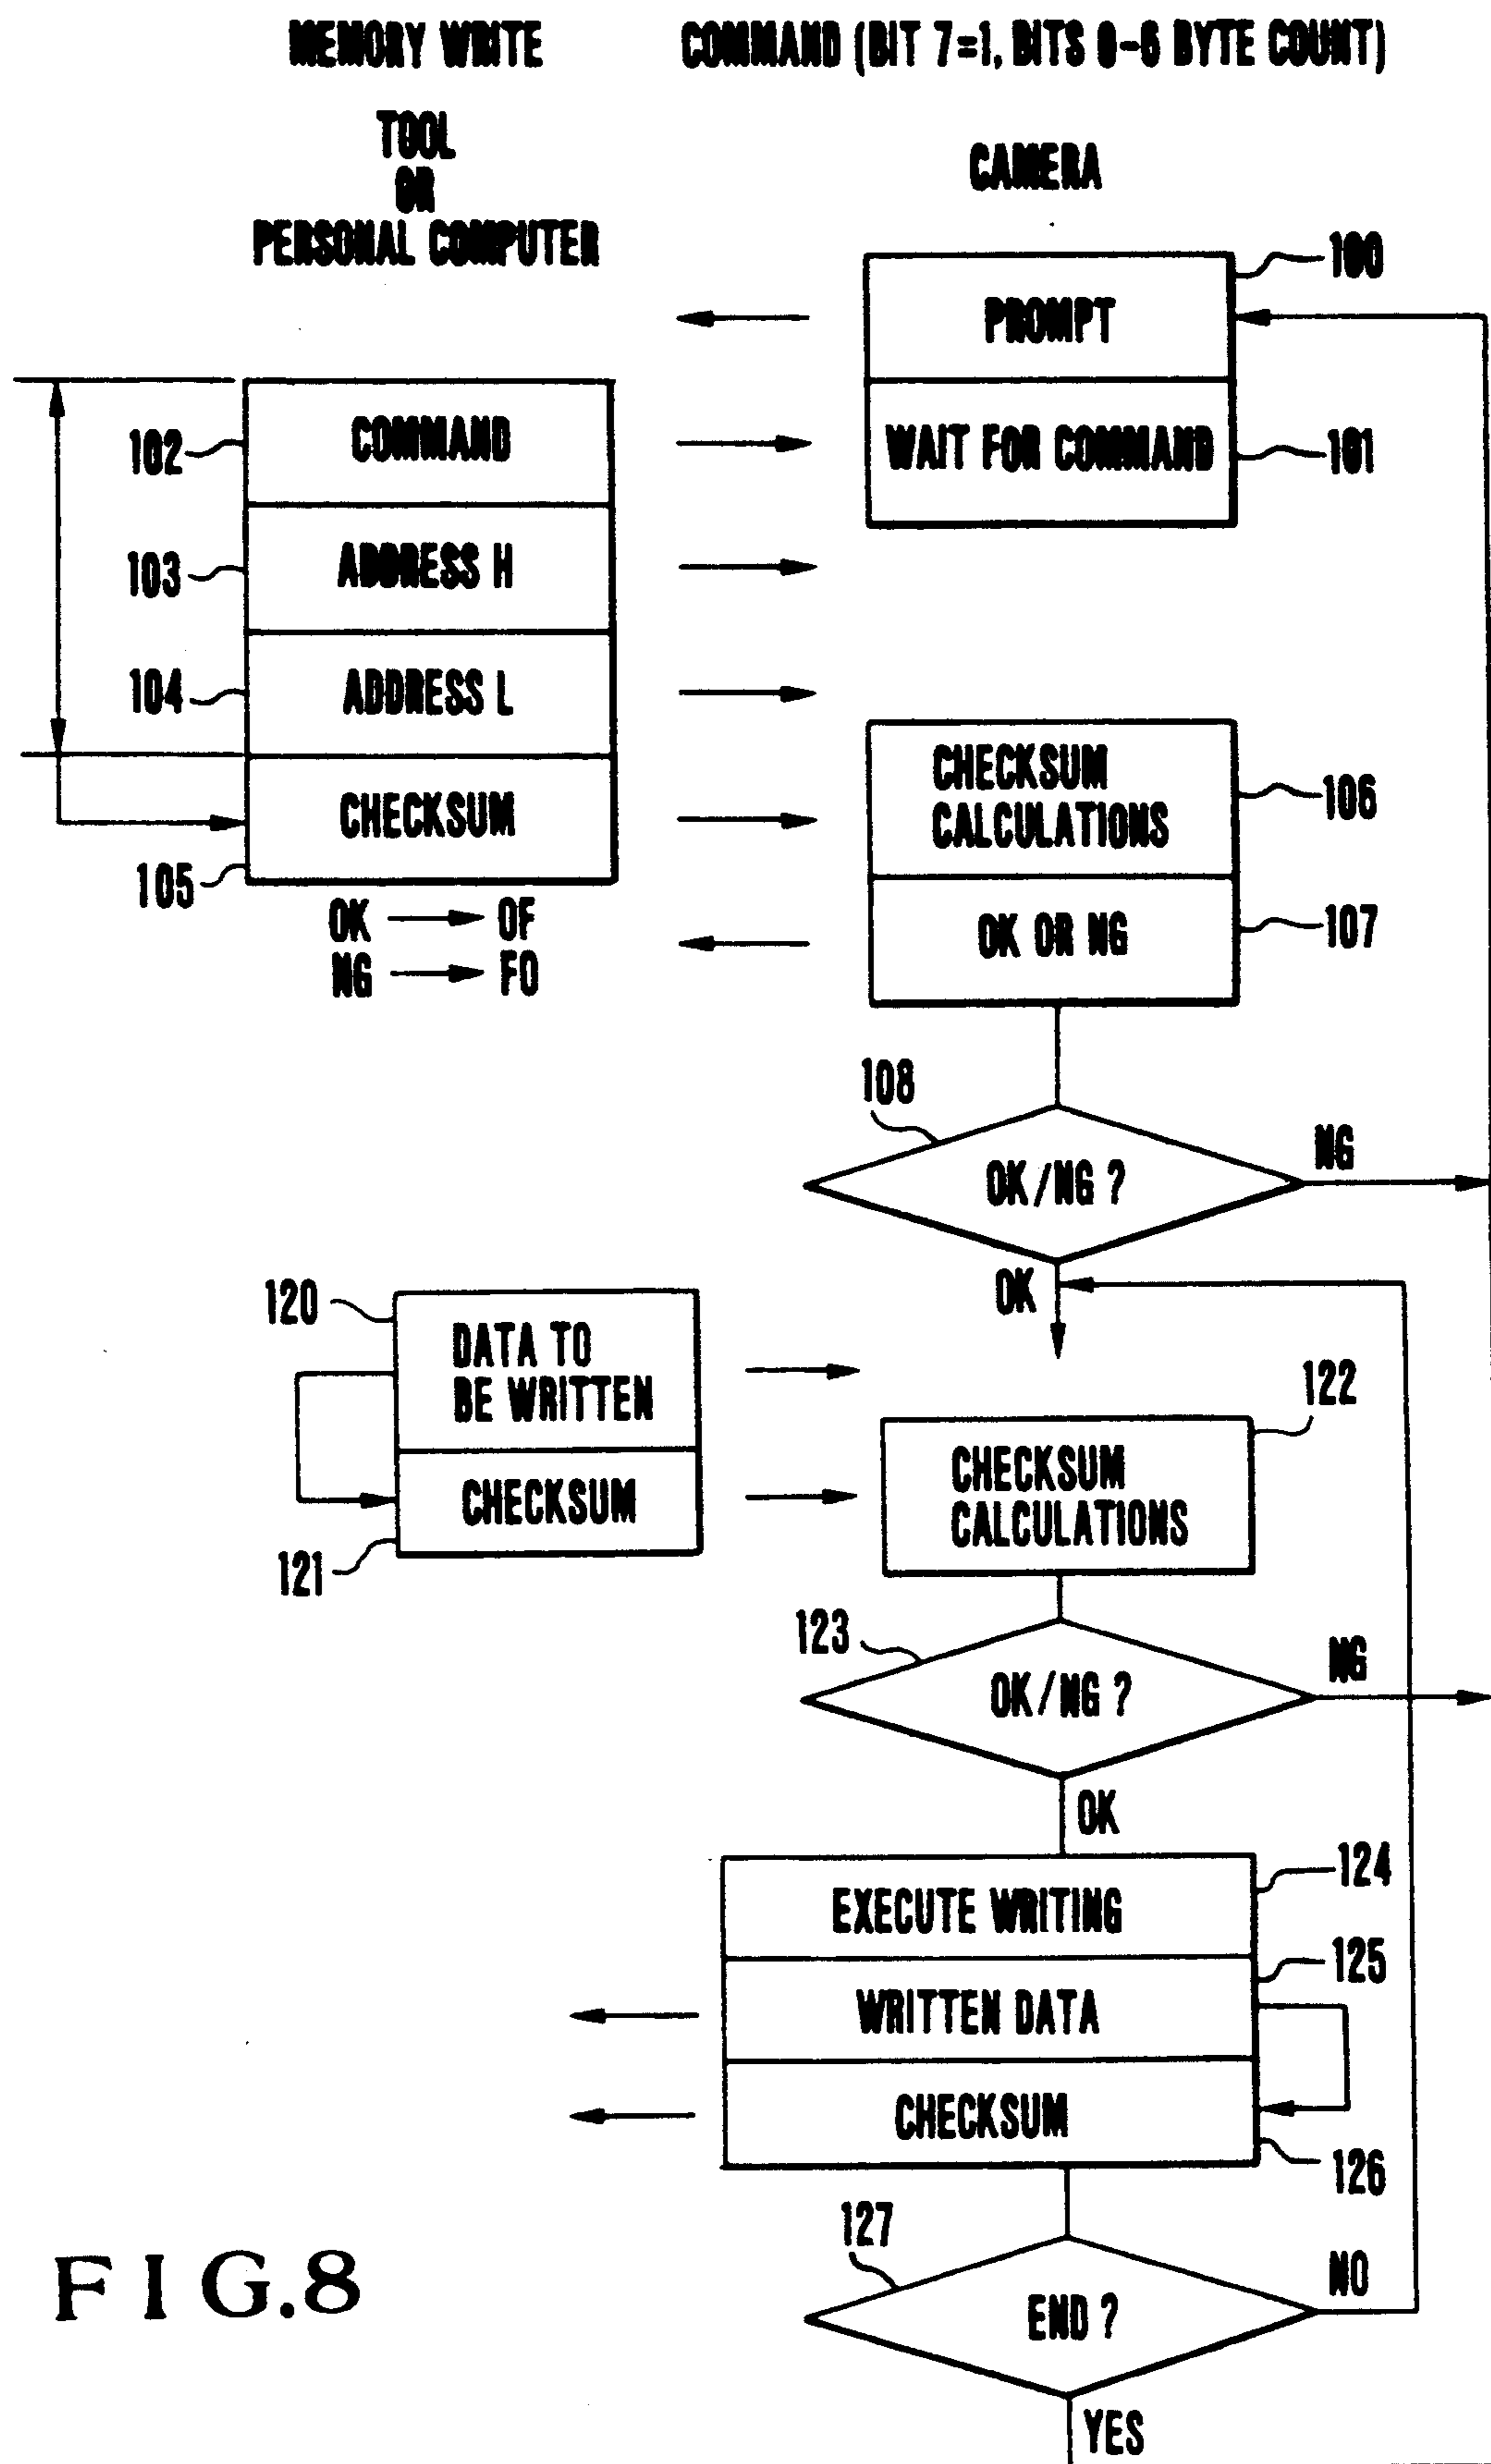 MEMORY WRITE COMMAND (BIT 7=1, BITS 0-6 BYTE COUNT)
TOOL
OR
PERSONAL COMPUTER
CAMERA
100
PROMPT
102
COMMAND
WAIT FOR COMMAND
101
103
ADDRESS H
104
ADDRESS L
CHECKSUM
CALCULATIONS
106
CHECKSUM
105
OK → OF
NG → FO
OK OR NG
107
108
OK/NG ?
NG
OK
120
DATA TO
BE WRITTEN
122
CHECKSUM
121
CHECKSUM
CALCULATIONS
123
OK/NG ?
NG
OK
EXECUTE WRITING
124
WRITTEN DATA
125
CHECKSUM
126
127
END ?
NO
YES
FIG.8